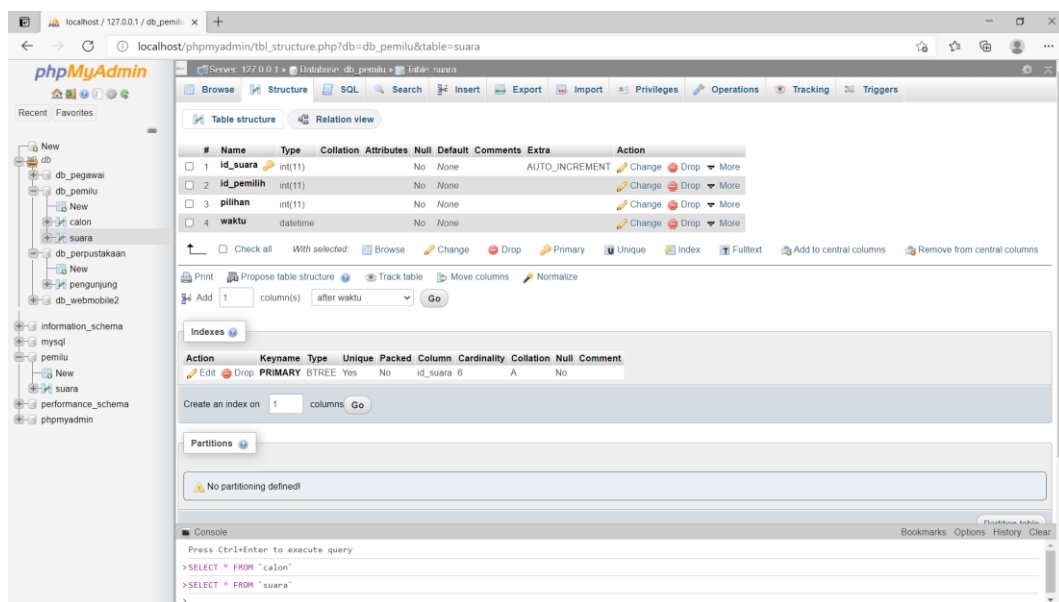 localhost / 127.0.0.1 / db_pemilu
localhost/phpmyadmin/tbl_structure.php?db=db_pemilu&table=suara
phpMyAdmin
Recent Favorites
New
db
db_pegawai
db_pemilu
New
calon
suara
db_perpustakaan
New
pengunjung
db_webmobile2
information_schema
mysql
pemilu
New
suara
performance_schema
phpmyadmin
Server: 127.0.0.1 » Database: db_pemilu » Table: suara
Browse Structure SQL Search Insert Export Import Privileges Operations Tracking Triggers
Table structure Relation view
# Name Type Collation Attributes Null Default Comments Extra Action
1 id_suara int(11) No None AUTO_INCREMENT Change Drop More
2 id_pemilih int(11) No None Change Drop More
3 pilihan int(11) No None Change Drop More
4 waktu datetime No None Change Drop More
Check all With selected: Browse Change Drop Primary Unique Index Fulltext Add to central columns Remove from central columns
Print Propose table structure Track table Move columns Normalize
Add 1 column(s) after waktu Go
Indexes
Action Keyname Type Unique Packed Column Cardinality Collation Null Comment
Edit Drop PRIMARY BTREE Yes No id_suara 6 A No
Create an index on 1 columns Go
Partitions
No partitioning defined!
Partition table
Console Bookmarks Options History Clear
Press Ctrl+Enter to execute query
>SELECT * FROM `calon`
>SELECT * FROM `suara`
>